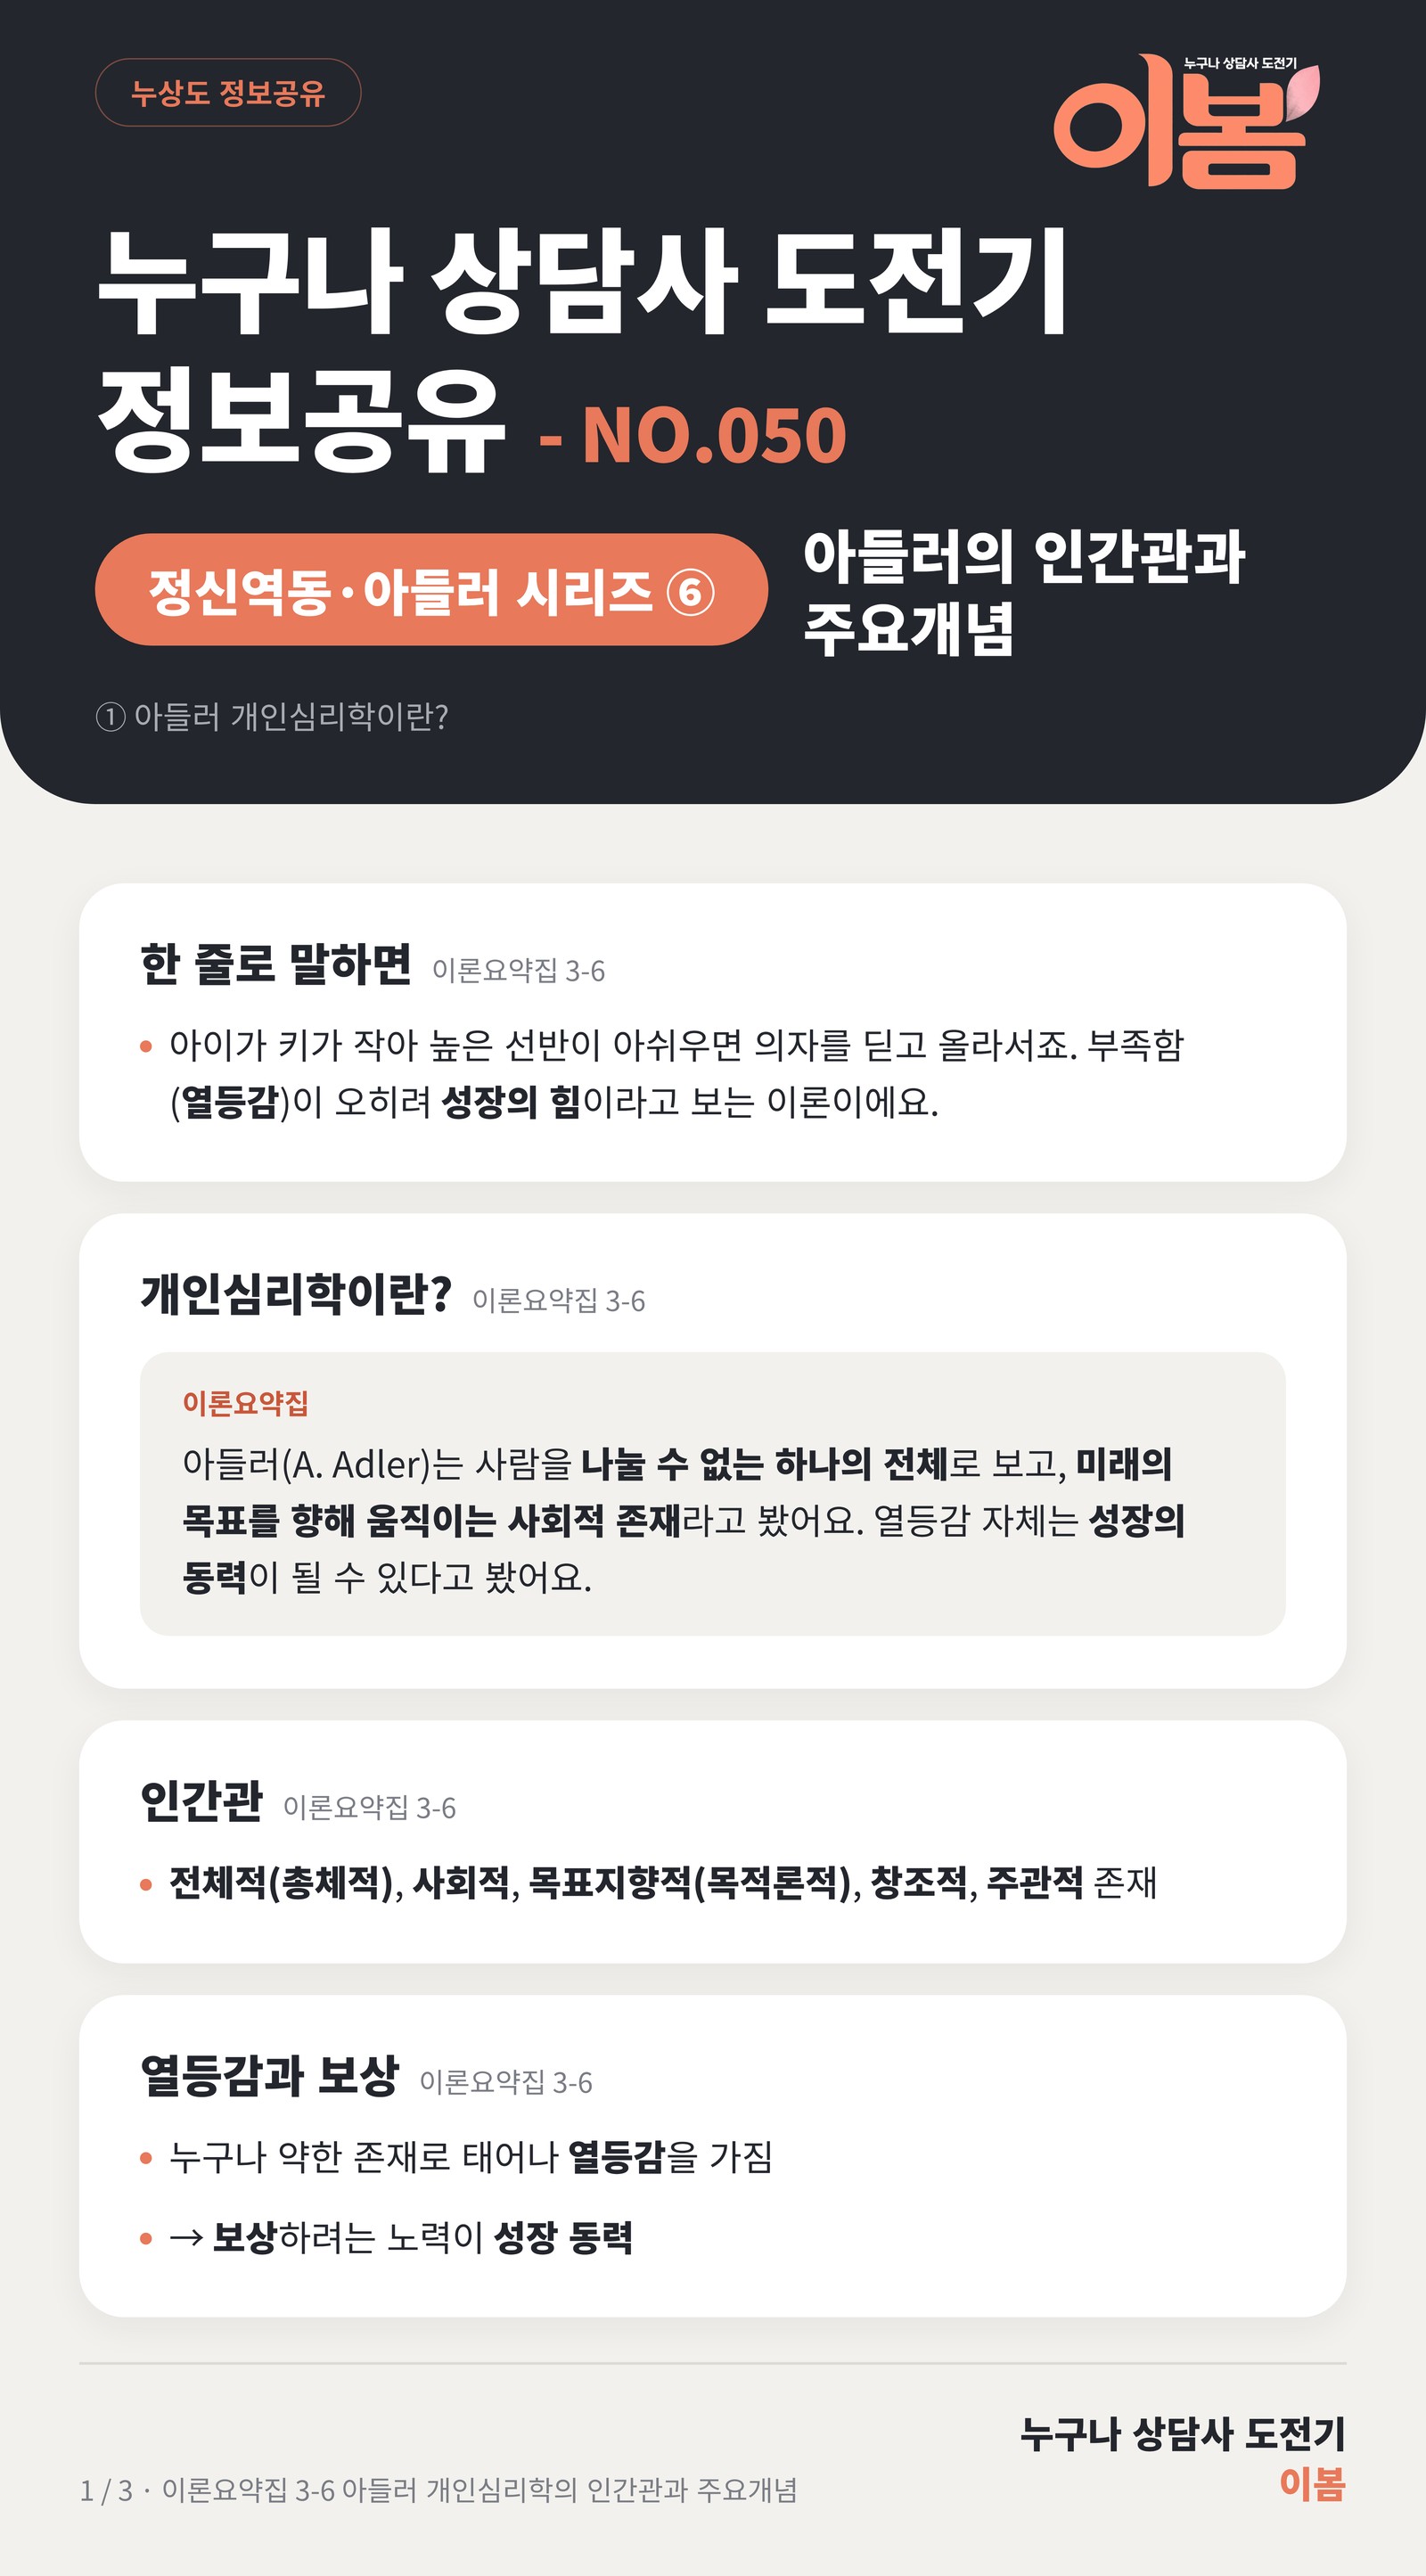 누상도 정보공유
누구나 상담사 도전기
이봄
누구나 상담사 도전기
정보공유 - NO.050
정신역동·아들러 시리즈 ⑥
아들러의 인간관과
주요개념
① 아들러 개인심리학이란?
한 줄로 말하면 이론요약집 3-6
• 아이가 키가 작아 높은 선반이 아쉬우면 의자를 딛고 올라서죠. 부족함
(열등감)이 오히려 성장의 힘이라고 보는 이론이에요.
개인심리학이란? 이론요약집 3-6
이론요약집
아들러(A. Adler)는 사람을 나눌 수 없는 하나의 전체로 보고, 미래의
목표를 향해 움직이는 사회적 존재라고 봤어요. 열등감 자체는 성장의
동력이 될 수 있다고 봤어요.
인간관 이론요약집 3-6
• 전체적(총체적), 사회적, 목표지향적(목적론적), 창조적, 주관적 존재
열등감과 보상 이론요약집 3-6
• 누구나 약한 존재로 태어나 열등감을 가짐
• → 보상하려는 노력이 성장 동력
누구나 상담사 도전기
이봄
1 / 3 · 이론요약집 3-6 아들러 개인심리학의 인간관과 주요개념